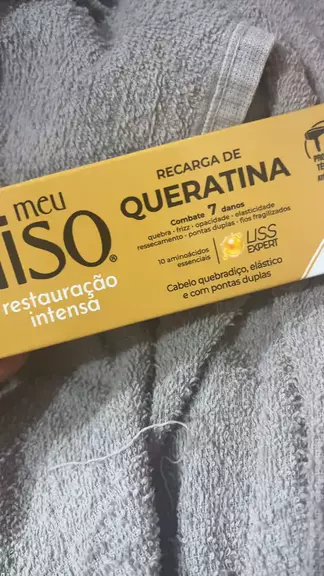 meu
liso®
restauração
intensa
RECARGA DE
QUERATINA
Combate 7 danos
quebra - frizz - opacidade - elasticidade
ressecamento - pontas duplas - fios fragilizados
10 aminoácidos
essenciais
LISS
EXPERT
Cabelo quebradiço, elástico
e com pontas duplas